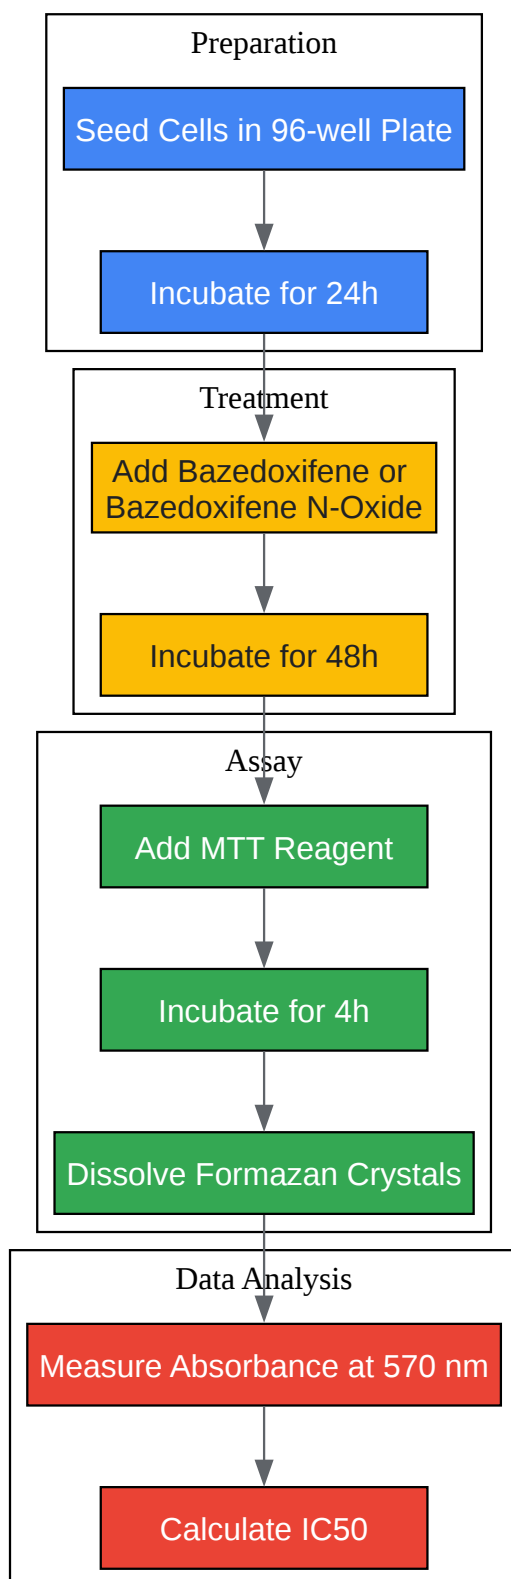 Preparation
Seed Cells in 96-well Plate
Incubate for 24h
Treatment
Add Bazedoxifene or
Bazedoxifene N-Oxide
Incubate for 48h
Assay
Add MTT Reagent
Incubate for 4h
Dissolve Formazan Crystals
Data Analysis
Measure Absorbance at 570 nm
Calculate IC50